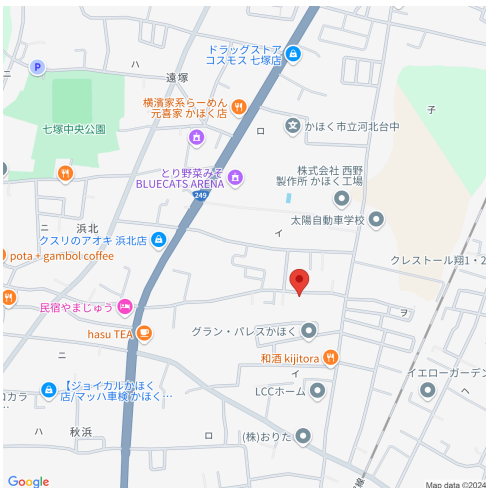 ドラッグストア
コスモス 七塚店
ハ
遠塚
ニ
P
横濱家系らーめん
元喜家 かほく店
子
七塚中央公園
ロ
かほく市立河北台中
とり野菜みそ
BLUECATS ARENA
株式会社 西野
製作所 かほく工場
249
太陽自動車学校
ニ
浜北
イ
クスリのアオキ 浜北店
pota + gambol coffee
クレストール翔1・2
民宿やまじゅう
ヲ
hasu TEA
グラン・パレスかほく
ニ
和酒 kijitora
イ
イエローガーデン
【ジョイカルかほく
店/マッハ車検 かほく…
コカラ
…
LCCホーム
ヘ
ハ
秋浜
ロ
(株)おりた
Google
Map data ©2024